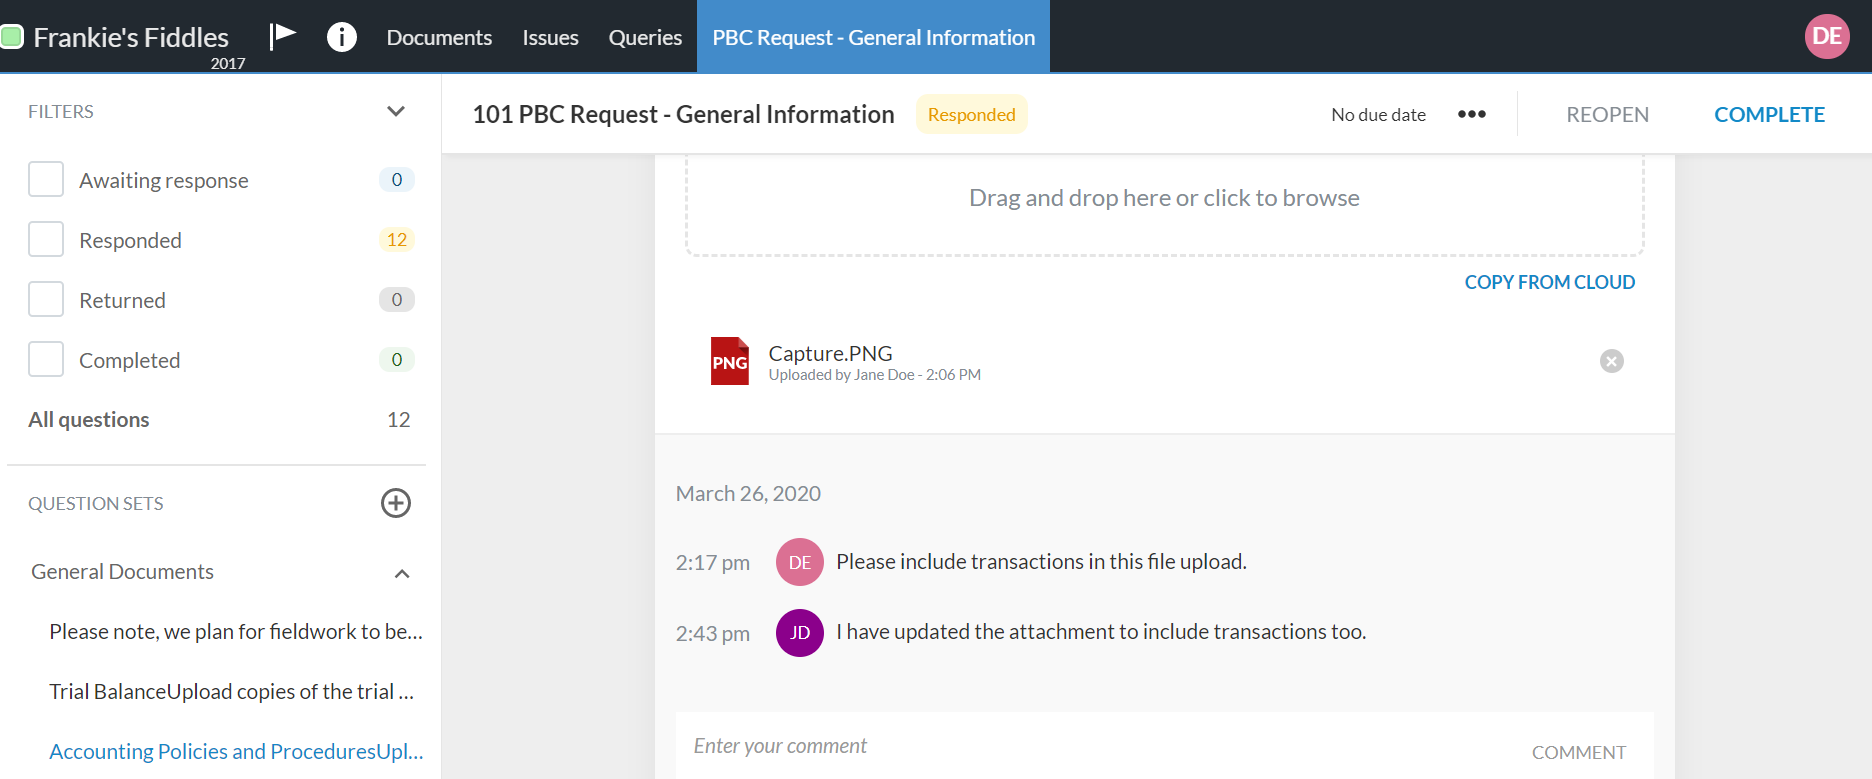 Frankie's Fiddles
2017
Documents
Issues
Queries
PBC Request - General Information
DE
FILTERS
Awaiting response 0
Responded 12
Returned 0
Completed 0
All questions 12
QUESTION SETS
General Documents
Please note, we plan for fieldwork to be...
Trial BalanceUpload copies of the trial ...
Accounting Policies and ProceduresUpl...
101 PBC Request - General Information
Responded
No due date
REOPEN
COMPLETE
Drag and drop here or click to browse
COPY FROM CLOUD
PNG
Capture.PNG
Uploaded by Jane Doe - 2:06 PM
March 26, 2020
2:17 pm DE Please include transactions in this file upload.
2:43 pm JD I have updated the attachment to include transactions too.
Enter your comment
COMMENT